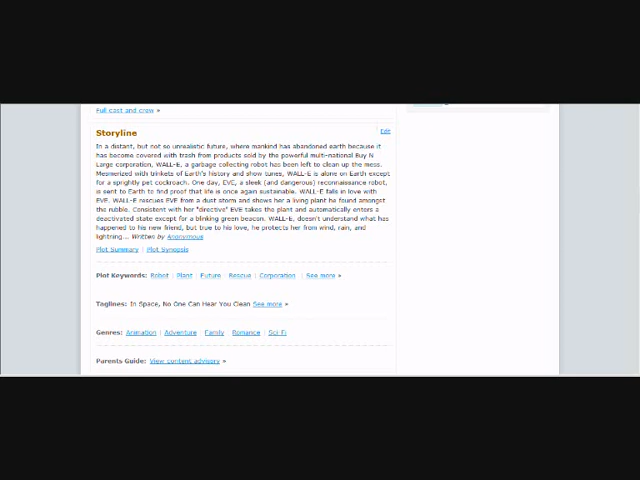 Full cast and crew »
Storyline
Edit
In a distant, but not so unrealistic future, where mankind has abandoned earth because it
has become covered with trash from products sold by the powerful multi-national Buy N
Large corporation, WALL-E, a garbage collecting robot has been left to clean up the mess.
Mesmerized with trinkets of Earth's history and show tunes, WALL-E is alone on Earth except
for a sprightly pet cockroach. One day, EVE, a sleek (and dangerous) reconnaissance robot,
is sent to Earth to find proof that life is once again sustainable. WALL-E falls in love with
EVE. WALL-E rescues EVE from a dust storm and shows her a living plant he found amongst
the rubble. Consistent with her "directive" EVE takes the plant and automatically enters a
deactivated state except for a blinking green beacon. WALL-E, doesn't understand what has
happened to his new friend, but true to his love, he protects her from wind, rain, and
lightning... Written by Anonymous
Plot Summary | Plot Synopsis
Plot Keywords: Robot | Plant | Future | Rescue | Corporation | See more »
Taglines: In Space, No One Can Hear You Clean See more »
Genres: Animation | Adventure | Family | Romance | Sci Fi
Parents Guide: View content advisory »